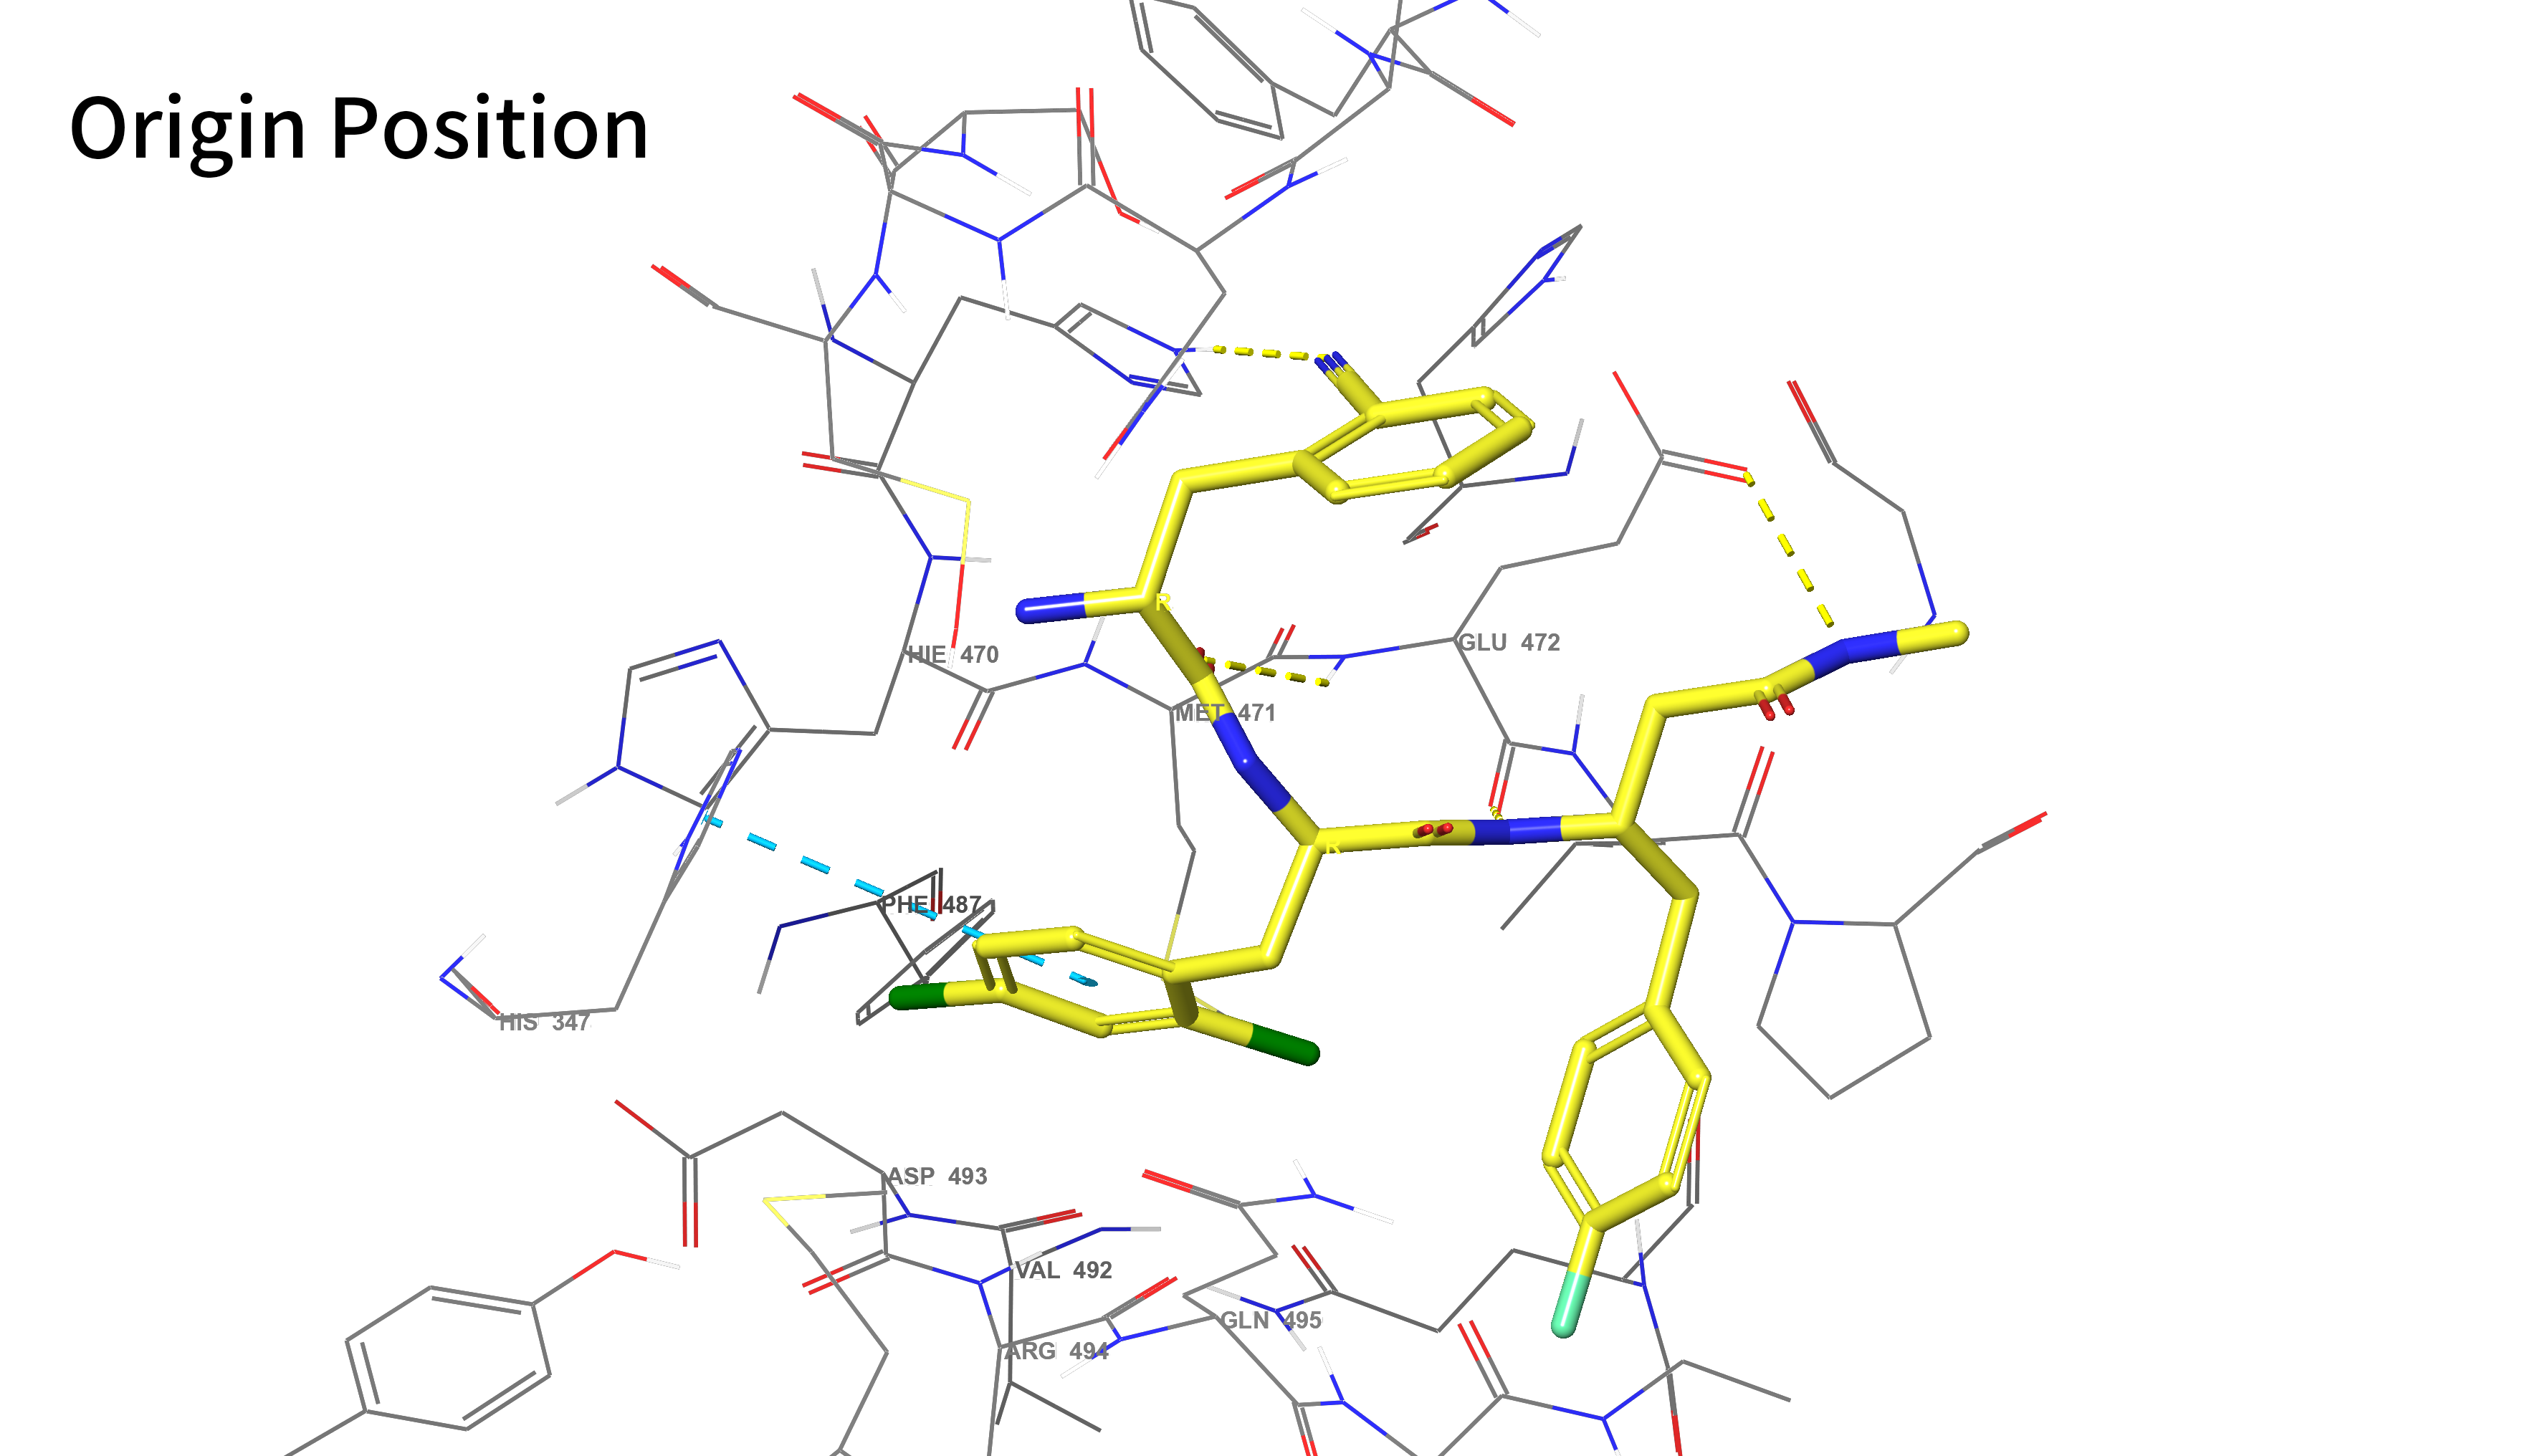 Origin Position
R
GLU 472
HIE 470
MET 471
R
PHE 487
HIS 347
ASP 493
VAL 492
GLN 495
ARG 494